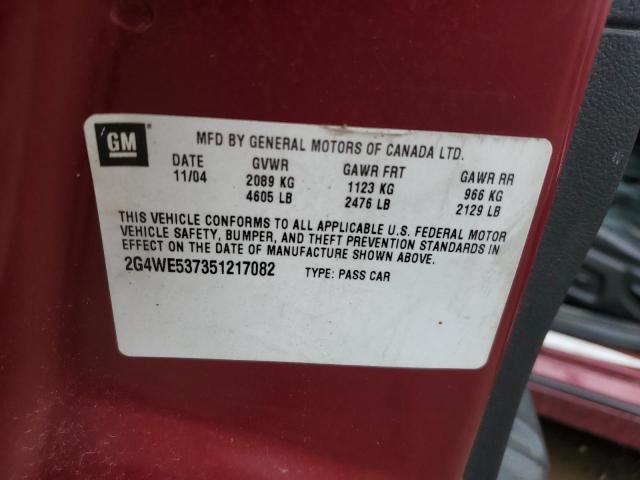 GM MFD BY GENERAL MOTORS OF CANADA LTD.
DATE GVWR GAWR FRT GAWR RR
11/04 2089 KG 1123 KG 966 KG
4605 LB 2476 LB 2129 LB
THIS VEHICLE CONFORMS TO ALL APPLICABLE U.S. FEDERAL MOTOR
VEHICLE SAFETY, BUMPER, AND THEFT PREVENTION STANDARDS IN
EFFECT ON THE DATE OF MANUFACTURE SHOWN ABOVE.
2G4WE537351217082 TYPE: PASS CAR